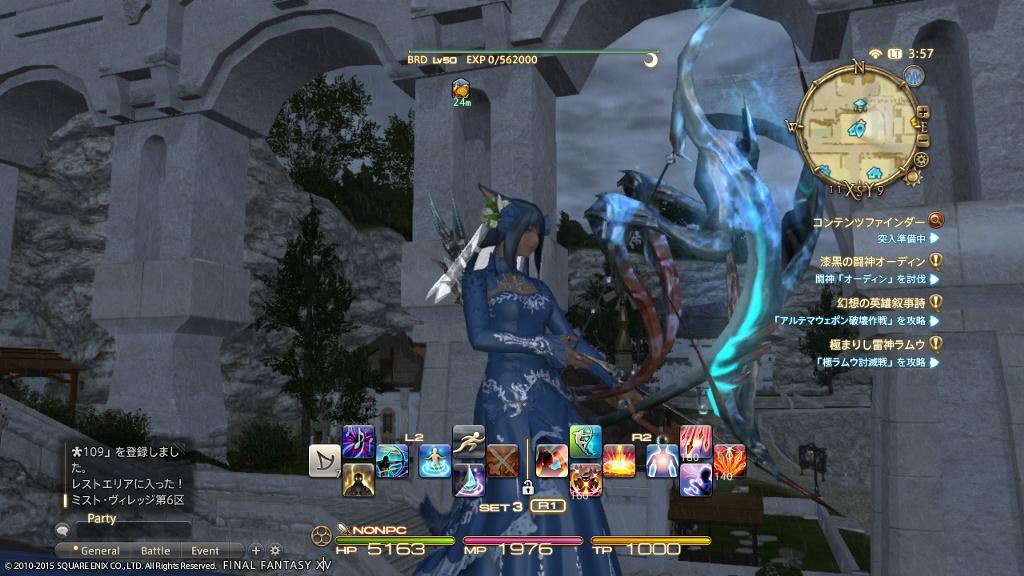 BRD Lv50 EXP 0/562000
LT 3:57
24m
N
W
E
コンテンツファインダー
突入準備中
漆黒の闘神オーディン
闘神「オーディン」を討伐
幻想の英雄叙事詩
「アルテマウェポン破壊作戦」を攻略
極まりし雷神ラムウ
「極ラムウ討滅戦」を攻略
L2
R2
180
160
140
SET 3 R1
*109」を登録しまし
た。
レストエリアに入った!
ミスト・ヴィレッジ第6区
Party
General Battle Event
NONPC
HP 5163 MP 1976 TP 1000
© 2010-2015 SQUARE ENIX CO., LTD. All Rights Reserved. FINAL FANTASY XIV